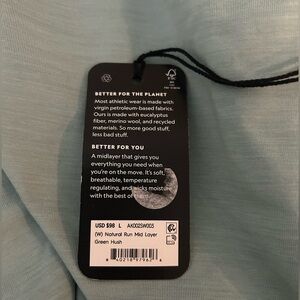 BETTER FOR THE PLANET
Most athletic wear is made with
virgin petroleum-based fabrics.
Ours is made with eucalyptus
fiber, merino wool, and recycled
materials. So more good stuff,
less bad stuff.
BETTER FOR YOU
A midlayer that gives you
everything you need when
you're on the move. It's soft,
breathable, temperature
regulating, and wicks moisture
with the best of them.
USD $98 L AK002SW005
(W) Natural Run Mid Layer
Green Hush